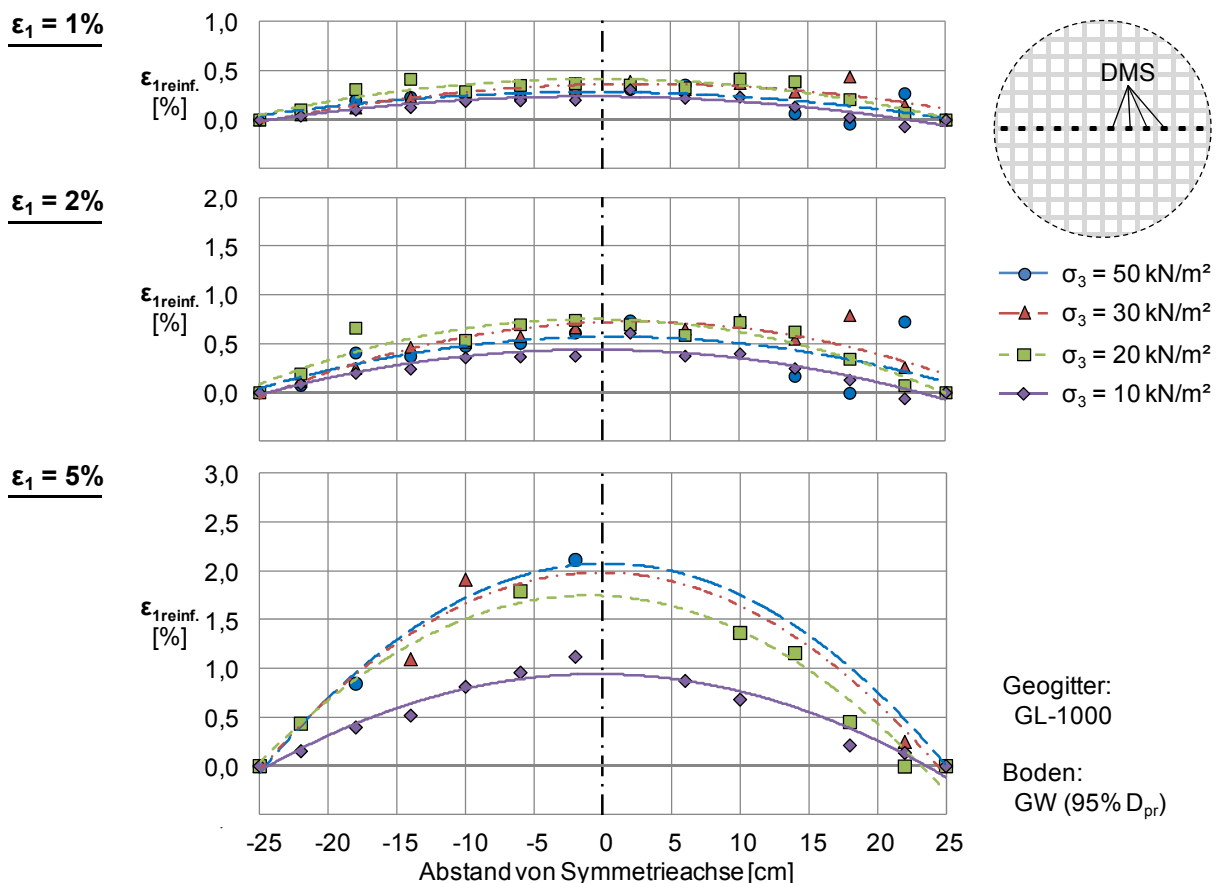 ε1 = 1%
1,0
0,5
0,0
ε1reinf.
[%]
DMS
ε1 = 2%
2,0
1,5
1,0
0,5
0,0
ε1reinf.
[%]
σ3 = 50 kN/m²
σ3 = 30 kN/m²
σ3 = 20 kN/m²
σ3 = 10 kN/m²
ε1 = 5%
3,0
2,5
2,0
1,5
1,0
0,5
0,0
ε1reinf.
[%]
Geogitter:
GL-1000
Boden:
GW (95% Dpr)
-25 -20 -15 -10 -5 0 5 10 15 20 25
Abstand von Symmetrieachse [cm]